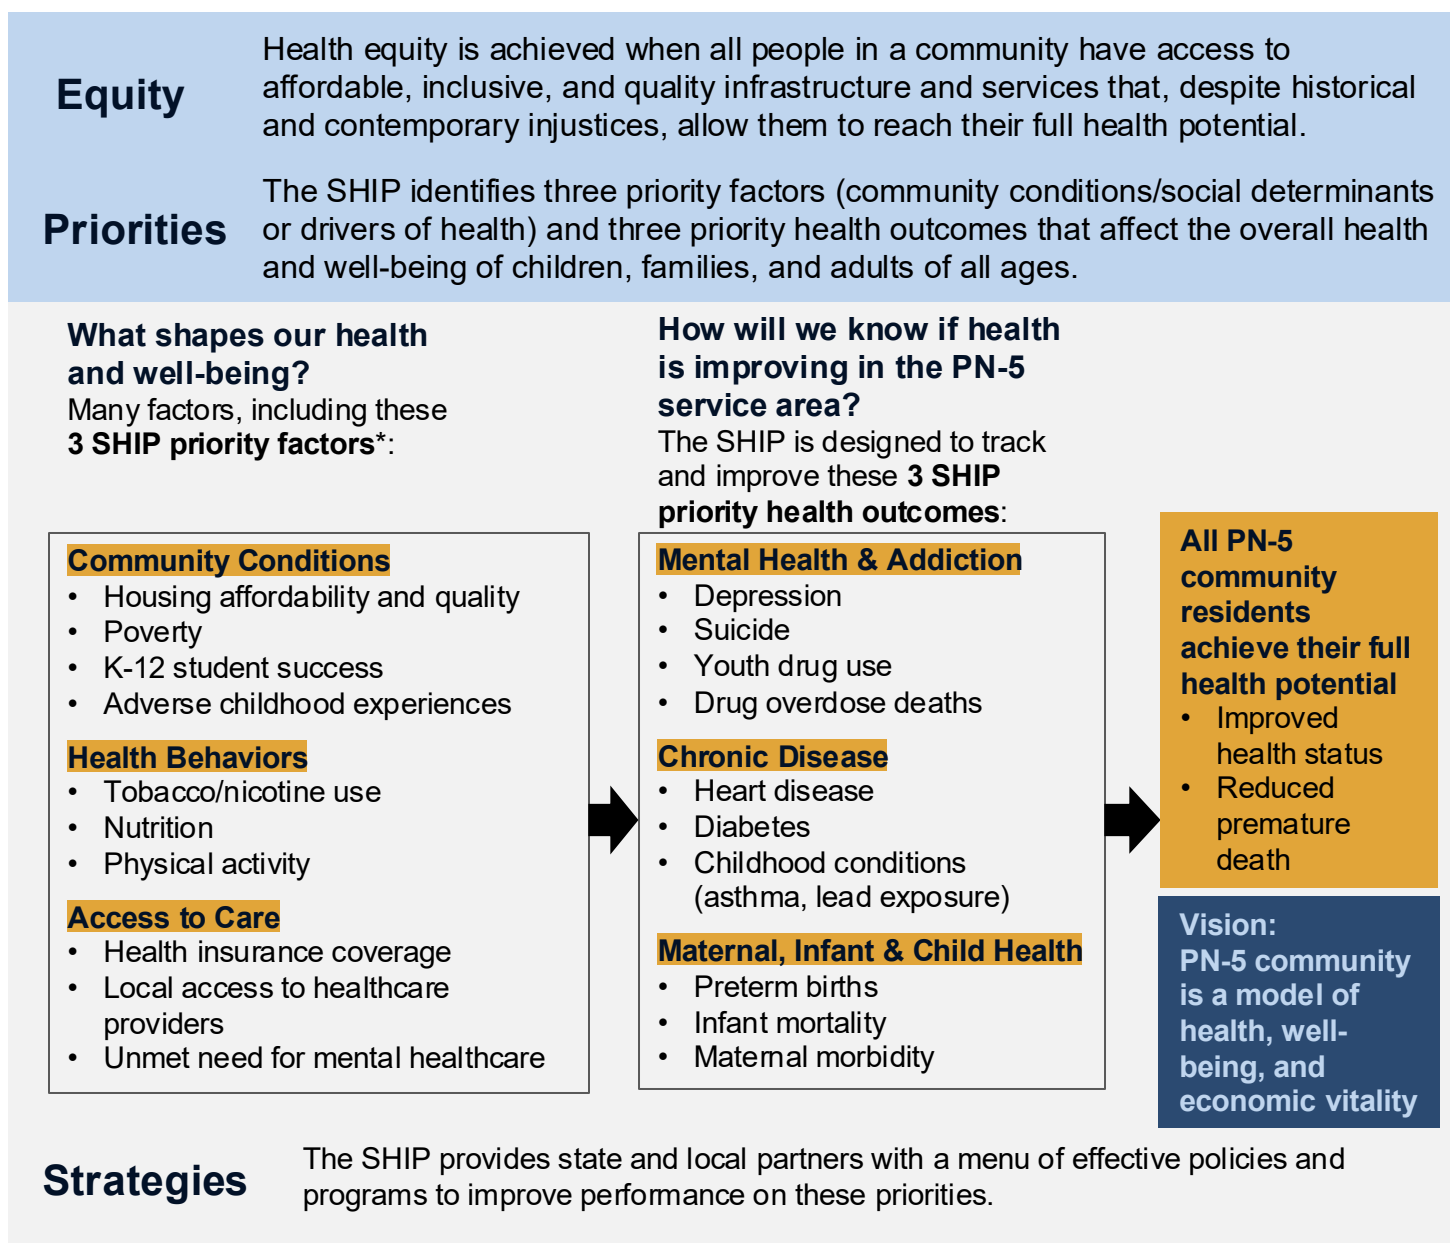 Equity
Health equity is achieved when all people in a community have access to
affordable, inclusive, and quality infrastructure and services that, despite historical
and contemporary injustices, allow them to reach their full health potential.
Priorities
The SHIP identifies three priority factors (community conditions/social determinants
or drivers of health) and three priority health outcomes that affect the overall health
and well-being of children, families, and adults of all ages.
What shapes our health
and well-being?
Many factors, including these
3 SHIP priority factors*:
Community Conditions
• Housing affordability and quality
• Poverty
• K-12 student success
• Adverse childhood experiences
Health Behaviors
• Tobacco/nicotine use
• Nutrition
• Physical activity
Access to Care
• Health insurance coverage
• Local access to healthcare
providers
• Unmet need for mental healthcare
How will we know if health
is improving in the PN-5
service area?
The SHIP is designed to track
and improve these 3 SHIP
priority health outcomes:
Mental Health & Addiction
• Depression
• Suicide
• Youth drug use
• Drug overdose deaths
Chronic Disease
• Heart disease
• Diabetes
• Childhood conditions
(asthma, lead exposure)
Maternal, Infant & Child Health
• Preterm births
• Infant mortality
• Maternal morbidity
All PN-5
community
residents
achieve their full
health potential
• Improved
health status
• Reduced
premature
death
Vision:
PN-5 community
is a model of
health, well-
being, and
economic vitality
Strategies
The SHIP provides state and local partners with a menu of effective policies and
programs to improve performance on these priorities.